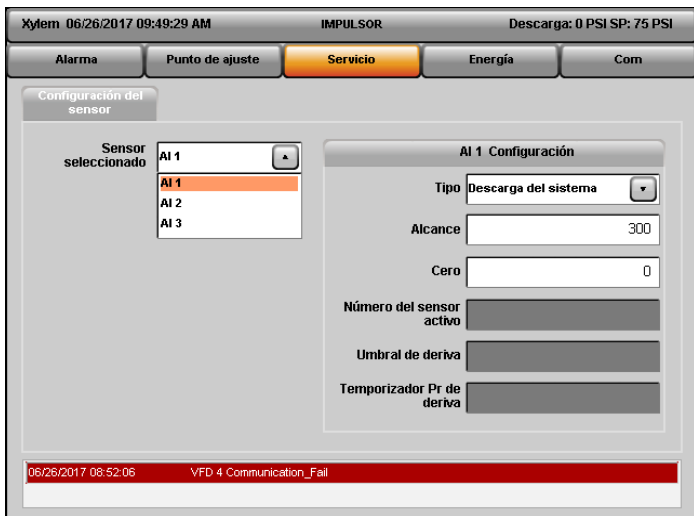 Xylem 06/26/2017 09:49:29 AM IMPULSOR Descarga: 0 PSI SP: 75 PSI
Alarma Punto de ajuste Servicio Energía Com
Configuración del
sensor
Sensor
seleccionado AI 1
AI 1
AI 2
AI 3
AI 1 Configuración
Tipo Descarga del sistema
Alcance 300
Cero 0
Número del sensor
activo
Umbral de deriva
Temporizador Pr de
deriva
06/26/2017 08:52:06 VFD 4 Communication_Fail